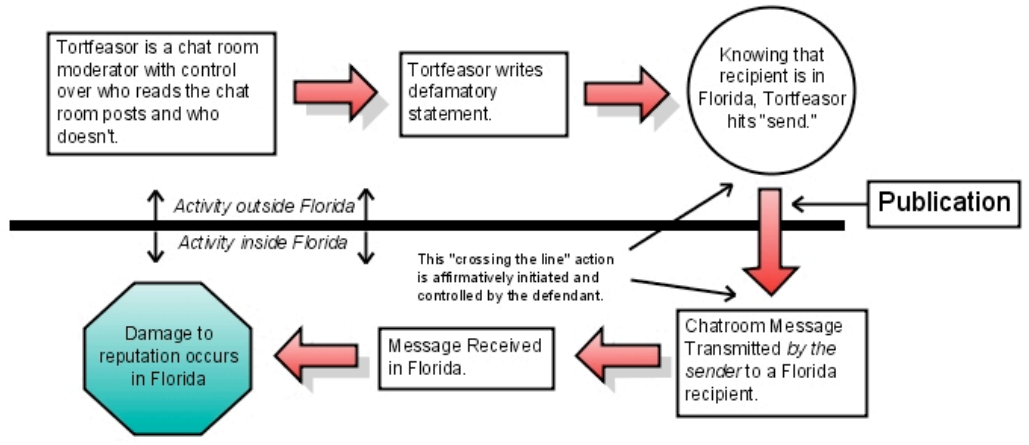 Tortfeasor is a chat room
moderator with control
over who reads the chat
room posts and who
doesn't.
Tortfeasor writes
defamatory
statement.
Knowing that
recipient is in
Florida, Tortfeasor
hits "send."
Publication
Activity outside Florida
Activity inside Florida
This "crossing the line" action
is affirmatively initiated and
controlled by the defendant.
Chatroom Message
Transmitted by the
sender to a Florida
recipient.
Message Received
in Florida.
Damage to
reputation occurs
in Florida